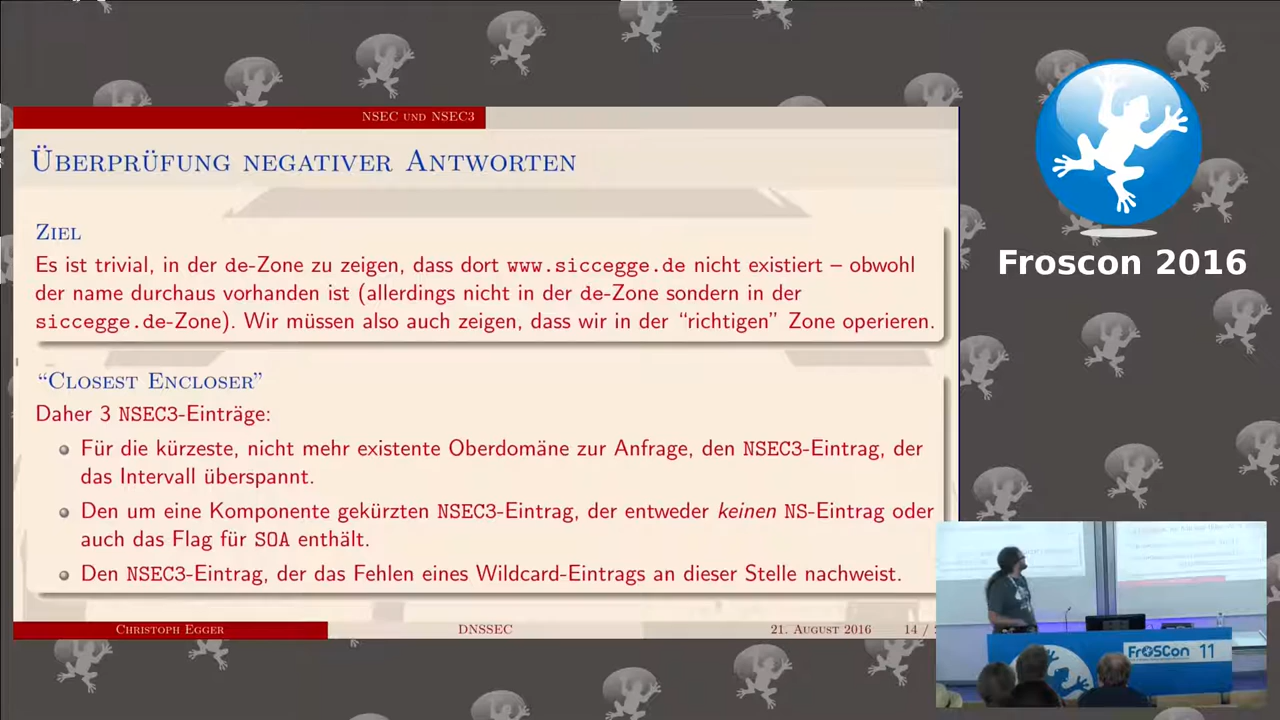 NSEC UND NSEC3
ÜBERPRÜFUNG NEGATIVER ANTWORTEN
ZIEL
Es ist trivial, in der de-Zone zu zeigen, dass dort www.siccegge.de nicht existiert – obwohl
der name durchaus vorhanden ist (allerdings nicht in der de-Zone sondern in der
siccegge.de-Zone). Wir müssen also auch zeigen, dass wir in der “richtigen” Zone operieren.
“CLOSEST ENCLOSER”
Daher 3 NSEC3-Einträge:
Für die kürzeste, nicht mehr existente Oberdomäne zur Anfrage, den NSEC3-Eintrag, der
das Intervall überspannt.
Den um eine Komponente gekürzten NSEC3-Eintrag, der entweder keinen NS-Eintrag oder
auch das Flag für SOA enthält.
Den NSEC3-Eintrag, der das Fehlen eines Wildcard-Eintrags an dieser Stelle nachweist.
CHRISTOPH EGGER DNSSEC 21. AUGUST 2016 14 /
Froscon 2016
FrOSCon 11